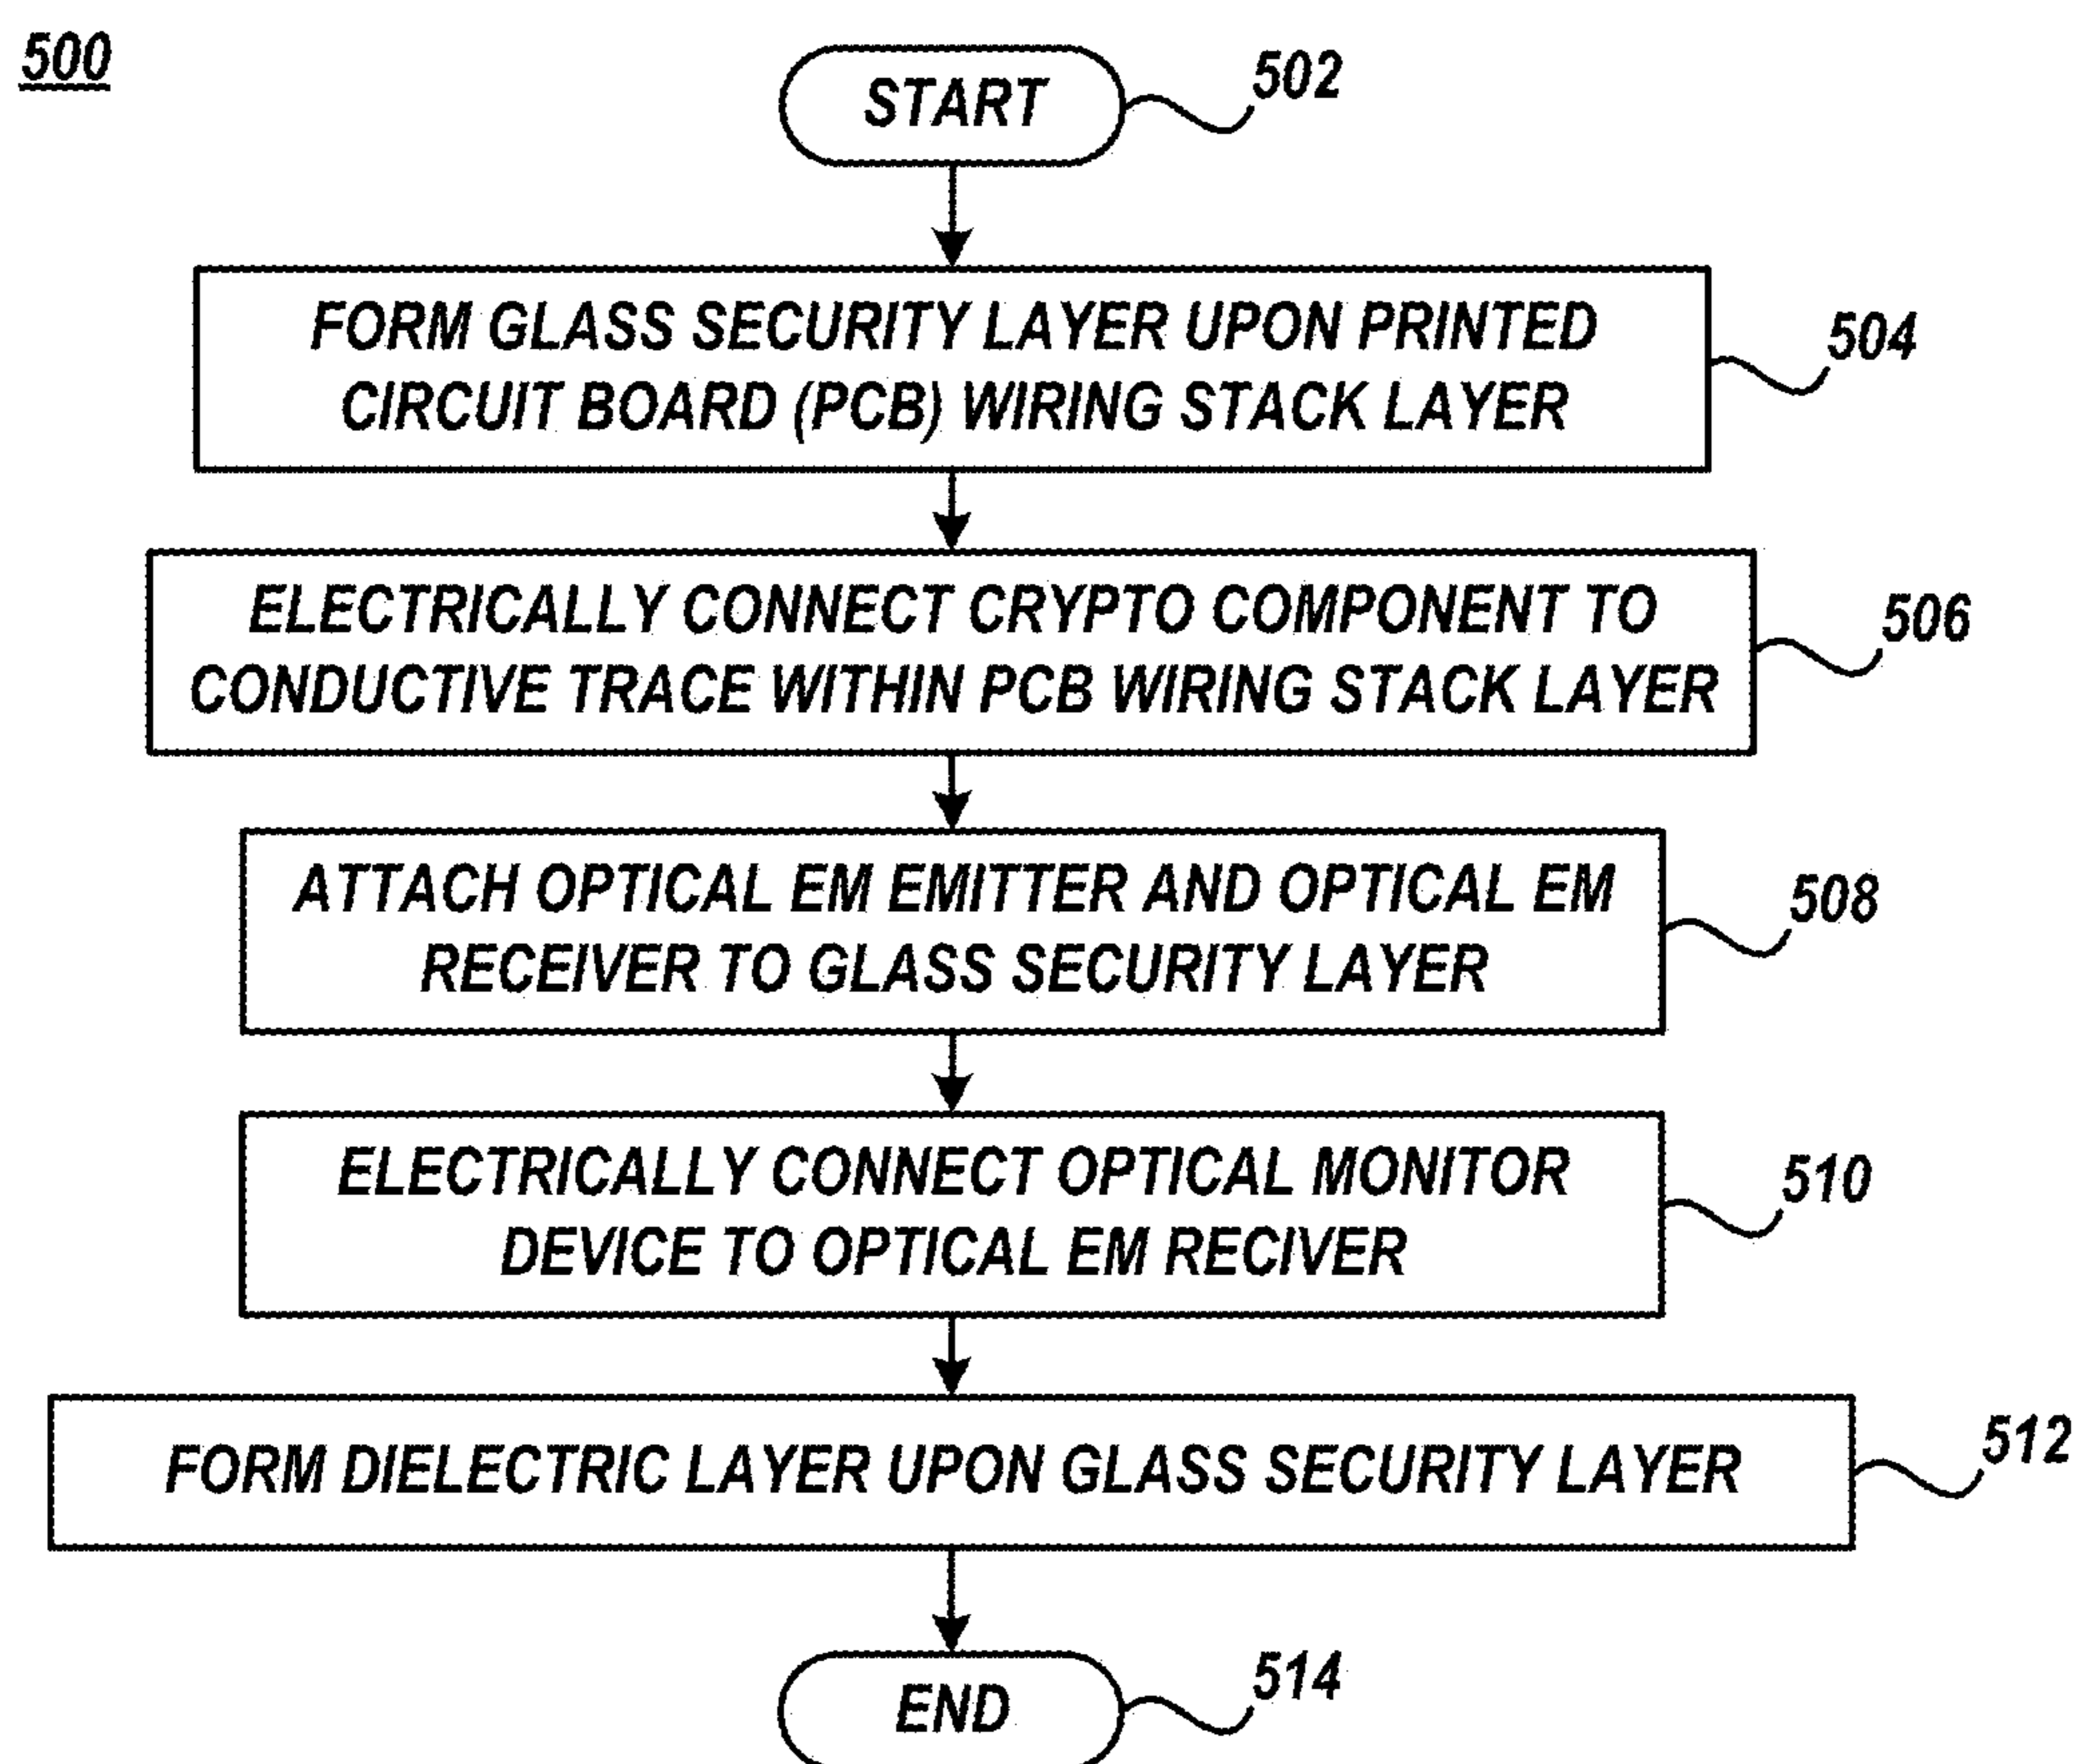 500
START
502
FORM GLASS SECURITY LAYER UPON PRINTED
CIRCUIT BOARD (PCB) WIRING STACK LAYER
504
ELECTRICALLY CONNECT CRYPTO COMPONENT TO
CONDUCTIVE TRACE WITHIN PCB WIRING STACK LAYER
506
ATTACH OPTICAL EM EMITTER AND OPTICAL EM
RECEIVER TO GLASS SECURITY LAYER
508
ELECTRICALLY CONNECT OPTICAL MONITOR
DEVICE TO OPTICAL EM RECIVER
510
FORM DIELECTRIC LAYER UPON GLASS SECURITY LAYER
512
END
514